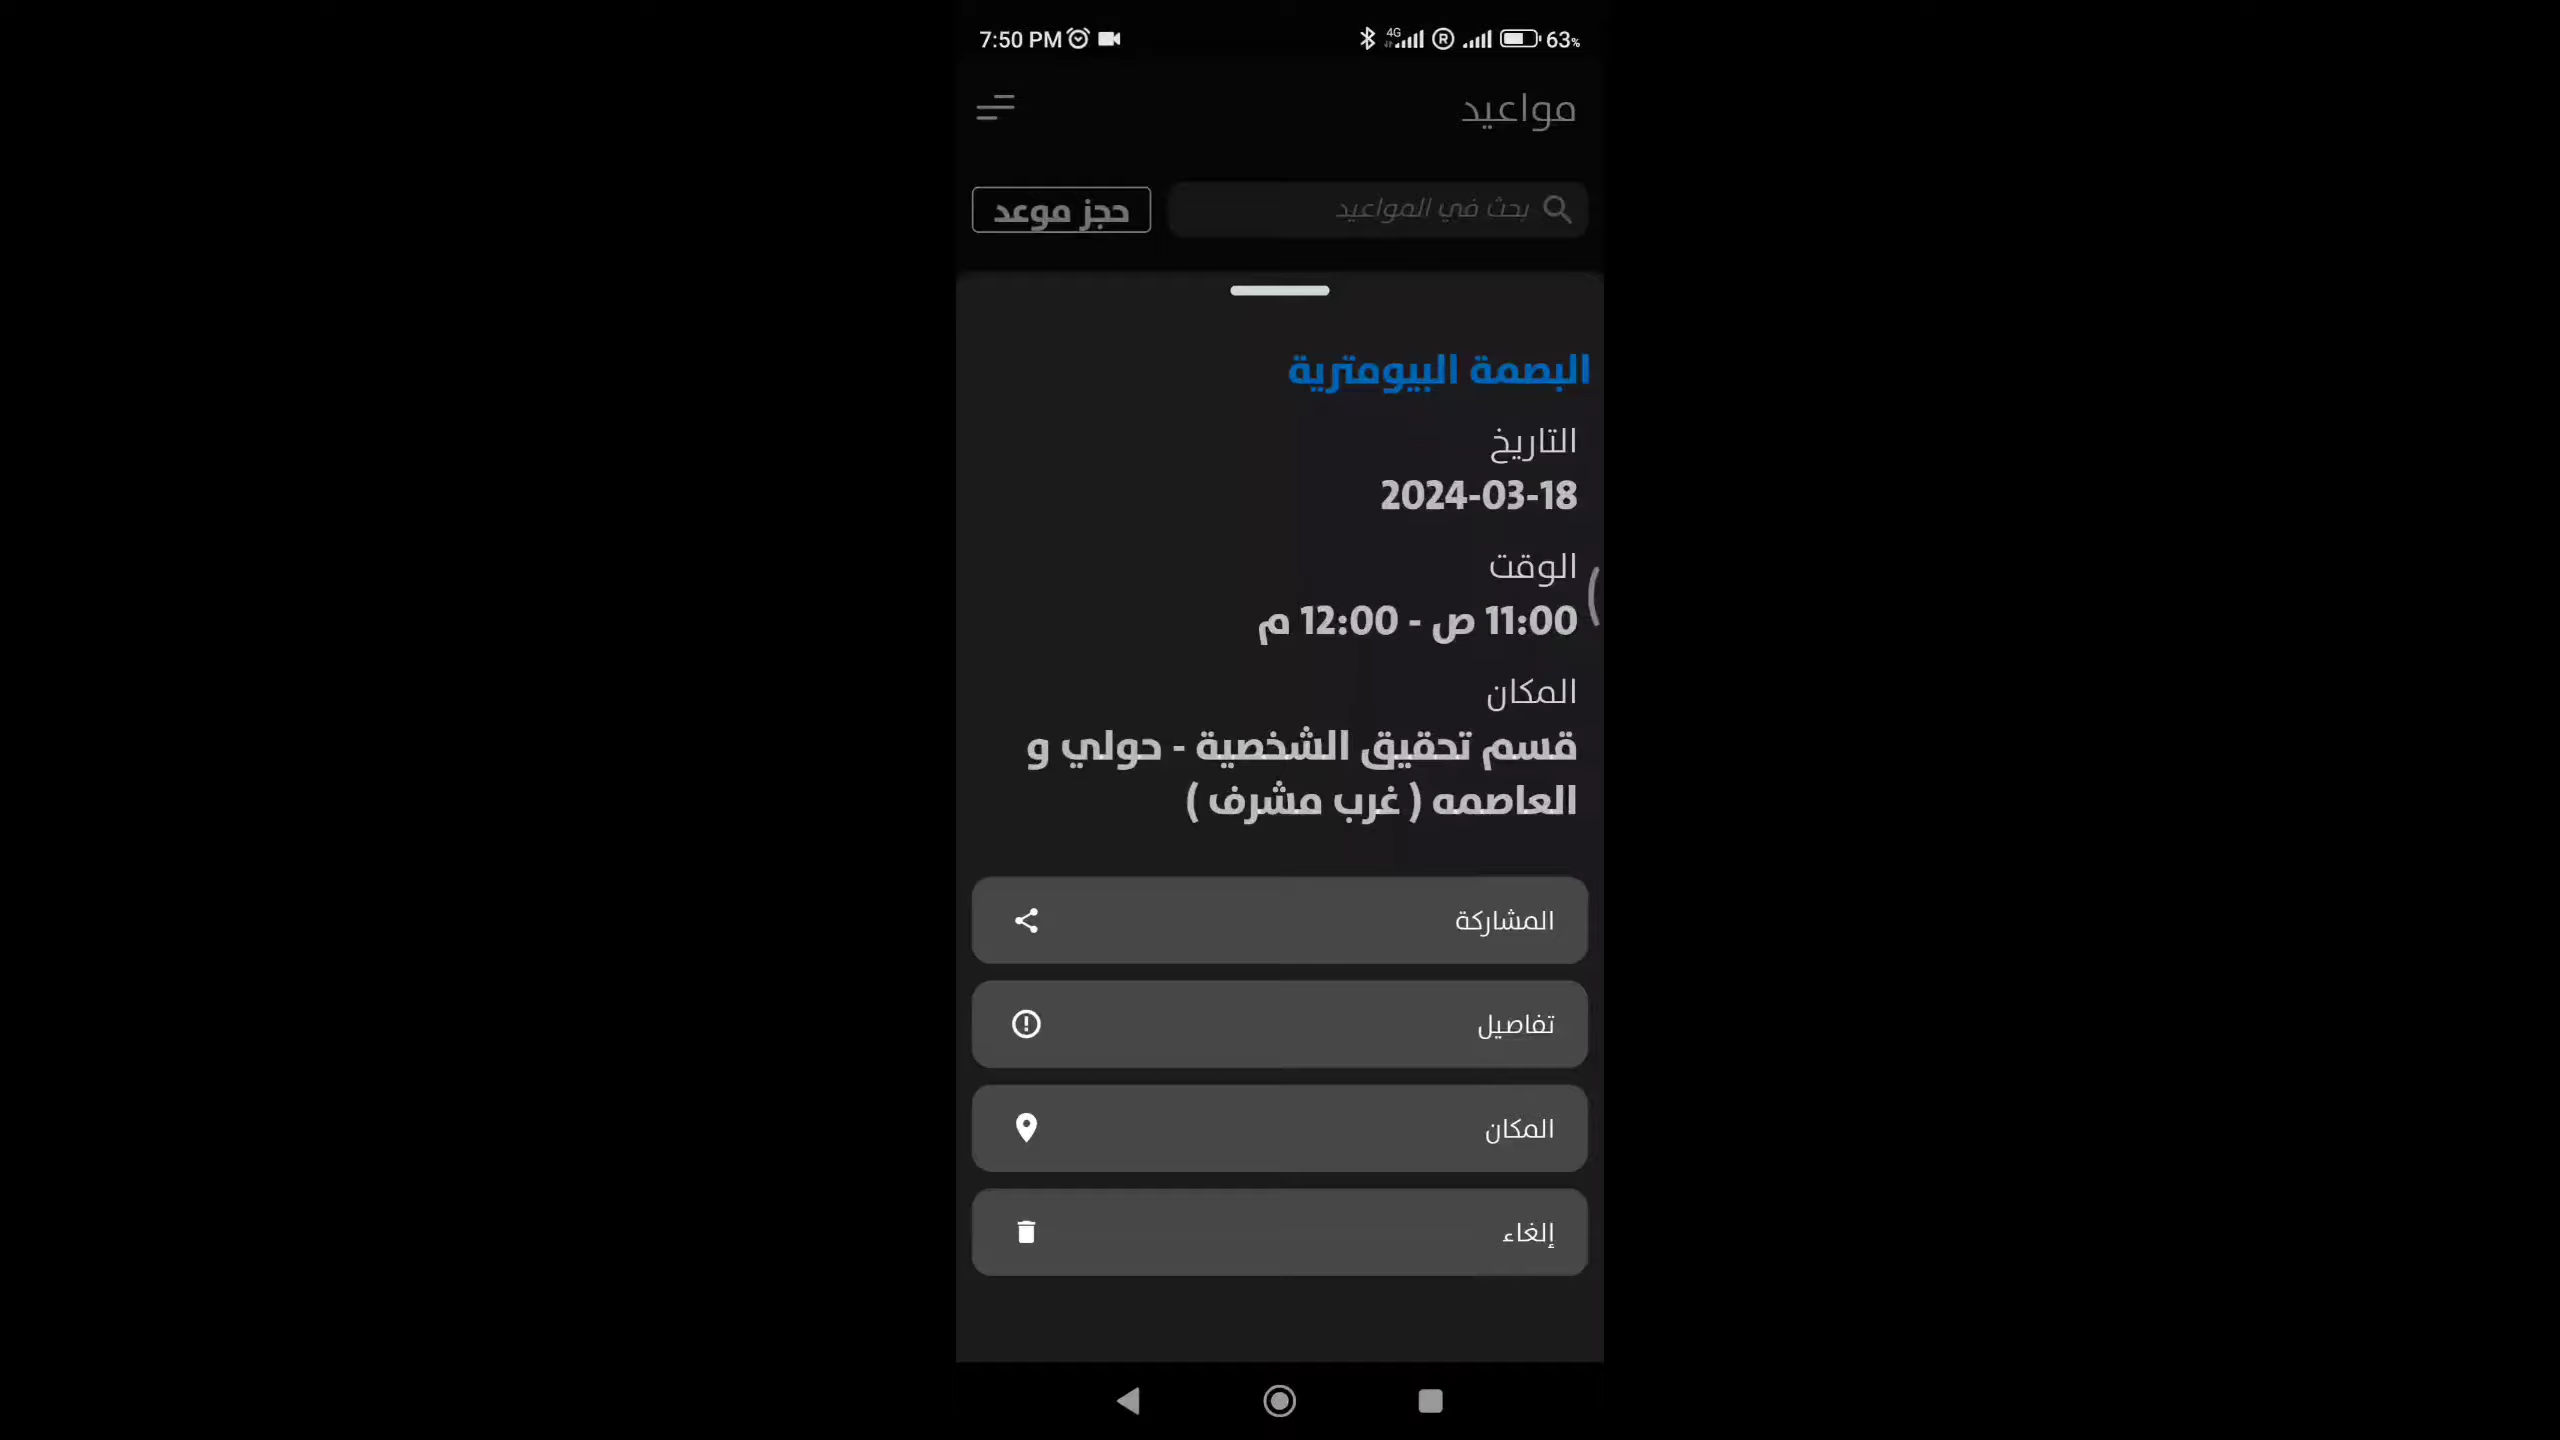 7:50 PM 4G R 63%
مواعيد
بحث في المواعيد
حجز موعد
البصمة البيومترية
التاريخ
2024-03-18
الوقت
11:00 ص - 12:00 م
المكان
قسم تحقيق الشخصية - حولي و
العاصمه ( غرب مشرف )
المشاركة
تفاصيل
المكان
إلغاء